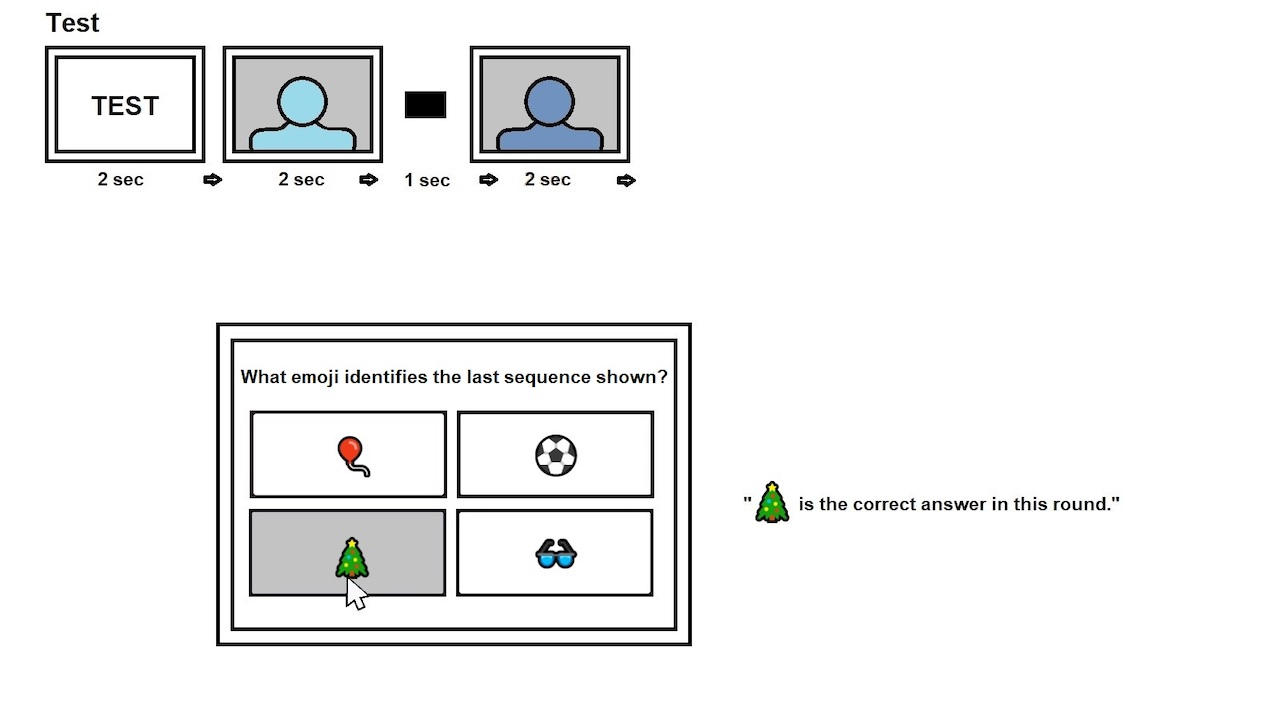 Test
TEST
2 sec 2 sec 1 sec 2 sec
What emoji identifies the last sequence shown?
" is the correct answer in this round."